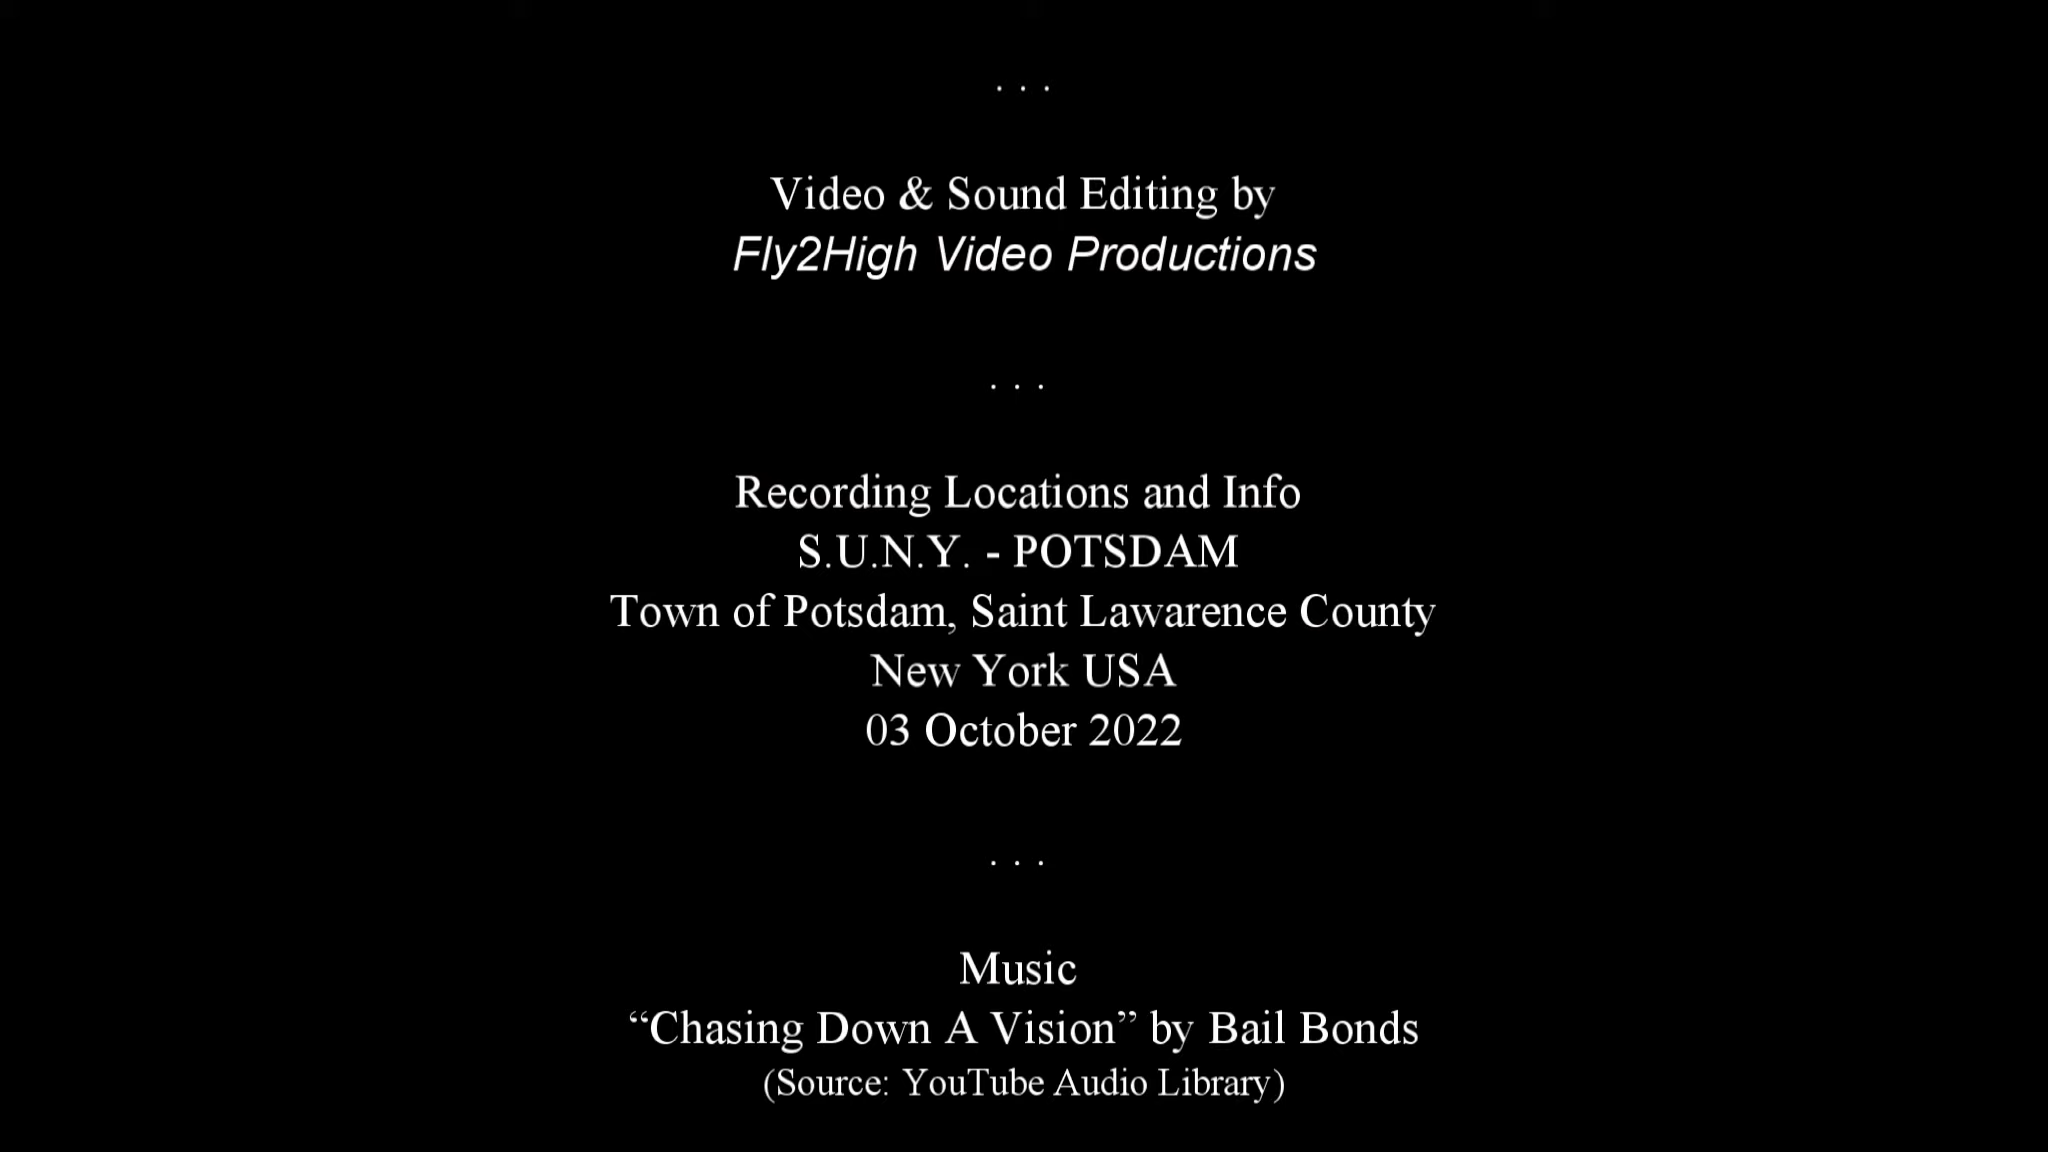 . . .
Video & Sound Editing by
Fly2High Video Productions
. . .
Recording Locations and Info
S.U.N.Y. - POTSDAM
Town of Potsdam, Saint Lawarence County
New York USA
03 October 2022
. . .
Music
“Chasing Down A Vision” by Bail Bonds
(Source: YouTube Audio Library)